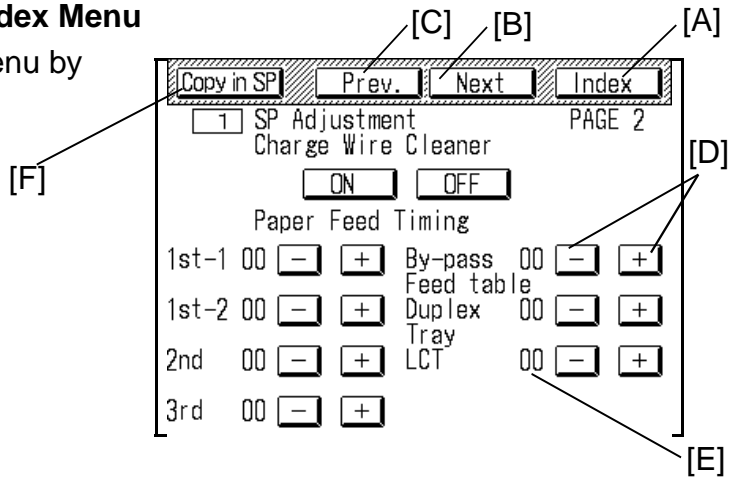 dex Menu
enu by
[C] [B] [A]
Copy in SP Prev. Next Index
1 SP Adjustment PAGE 2
Charge Wire Cleaner
[D]
[F]
ON OFF
Paper Feed Timing
1st-1 00 − + By-pass 00 − +
Feed table
1st-2 00 − + Duplex 00 − +
Tray
2nd 00 − + LCT 00 − +
3rd 00 − +
[E]